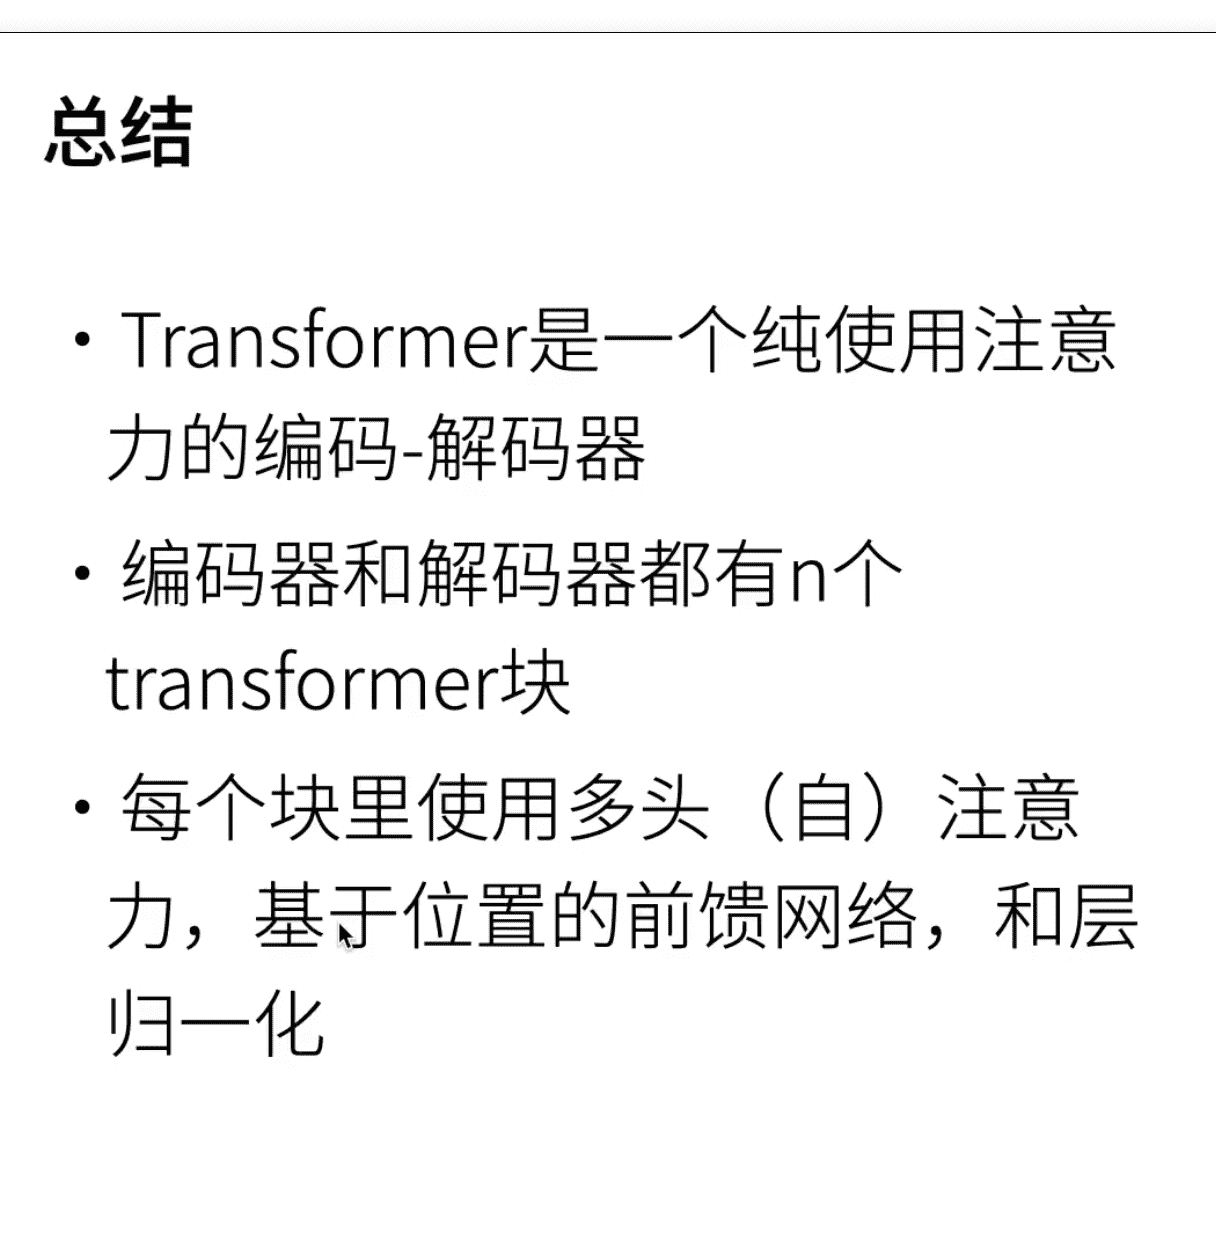 总结
• Transformer是一个纯使用注意
力的编码-解码器
• 编码器和解码器都有n个
transformer块
• 每个块里使用多头（自）注意
力，基于位置的前馈网络，和层
归一化